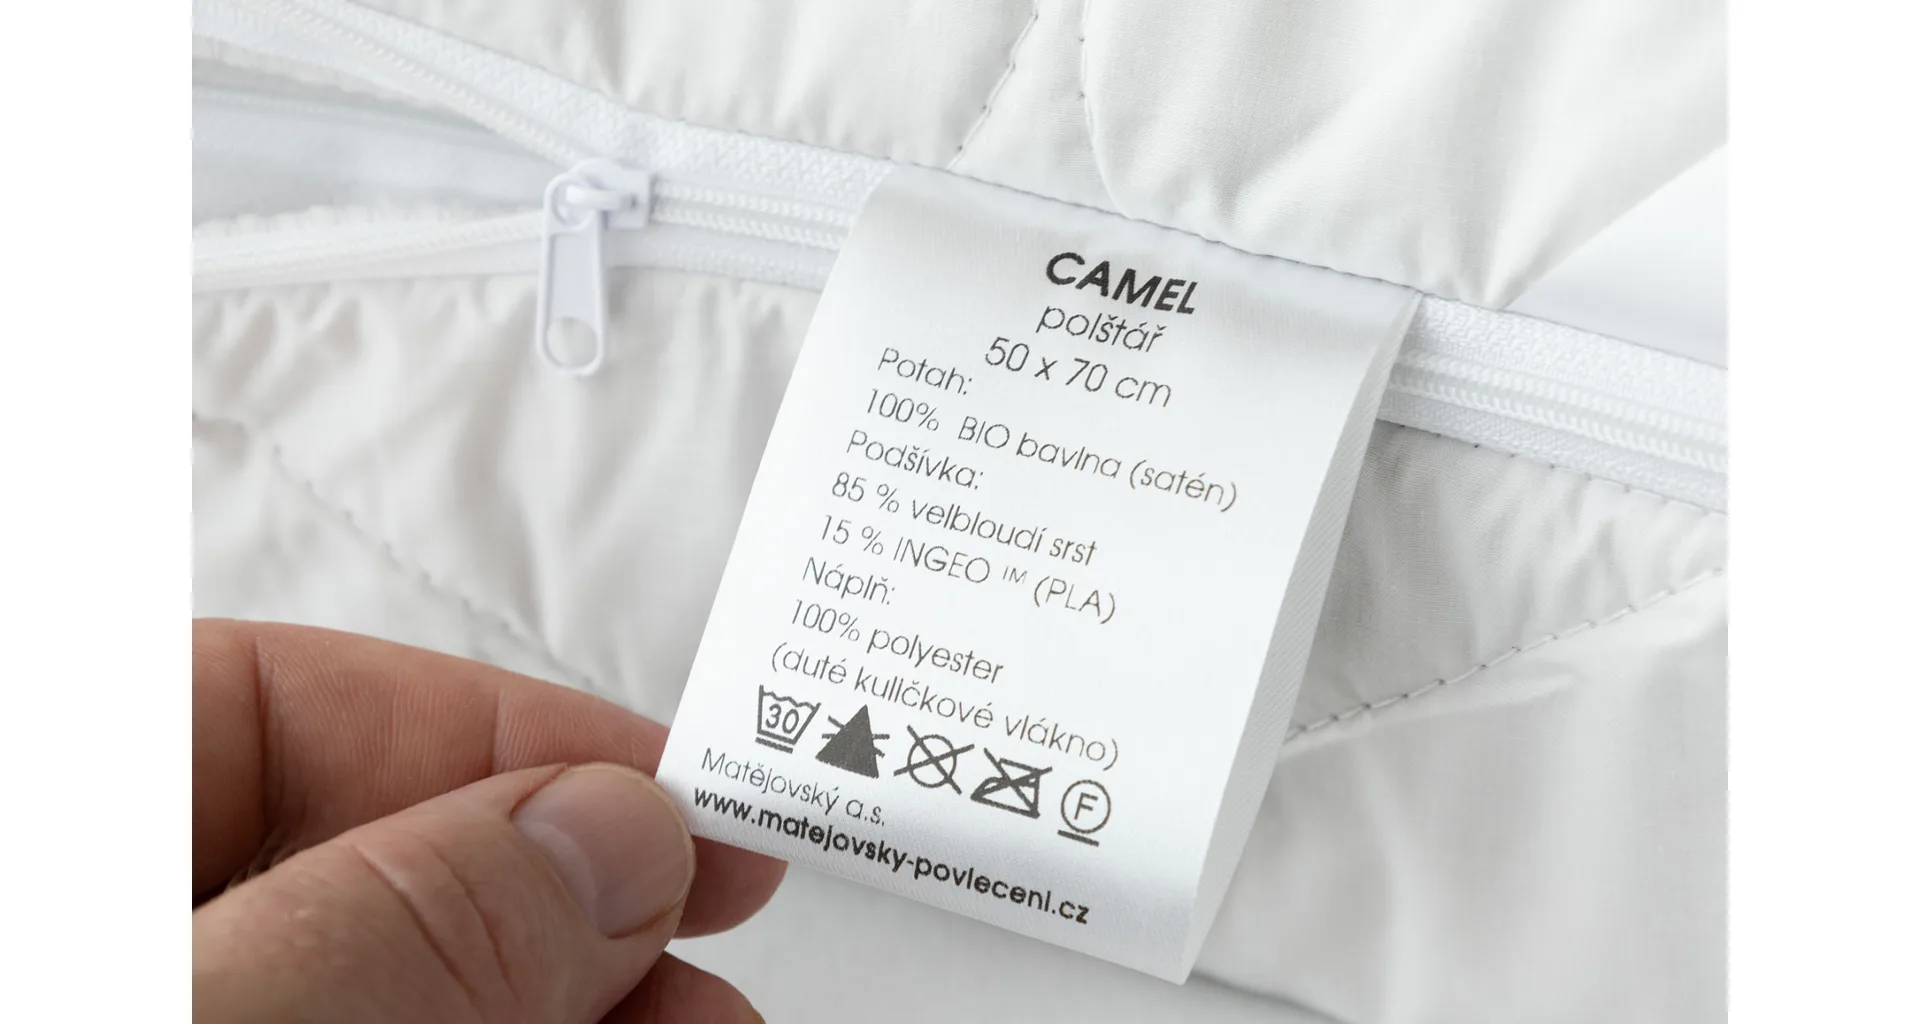 CAMEL
polštář
50 x 70 cm
Potah:
100% BIO bavlna (satén)
Podšívka:
85 % velbloudí srst
15 % INGEO ™ (PLA)
Náplň:
100% polyester
(duté kuličkové vlákno)
30
F
Matějovský a.s.
www.matejovsky-povleceni.cz